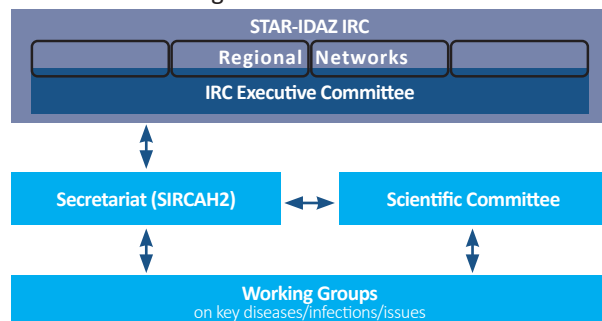 STAR-IDAZ IRC
Regional Networks
IRC Executive Committee
Secretariat (SIRCAH2)
Scientific Committee
Working Groups
on key diseases/infections/issues